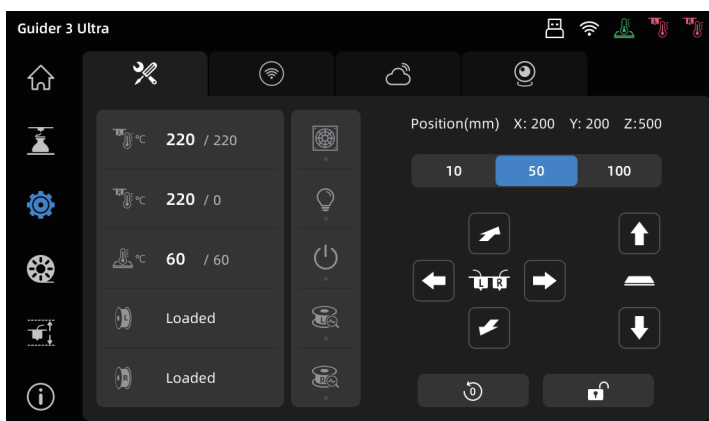 Guider 3 Ultra
L R
Position(mm) X: 200 Y: 200 Z:500
L °C 220 / 220
10 50 100
R °C 220 / 0
°C 60 / 60
L R
L Loaded L
R Loaded R
0